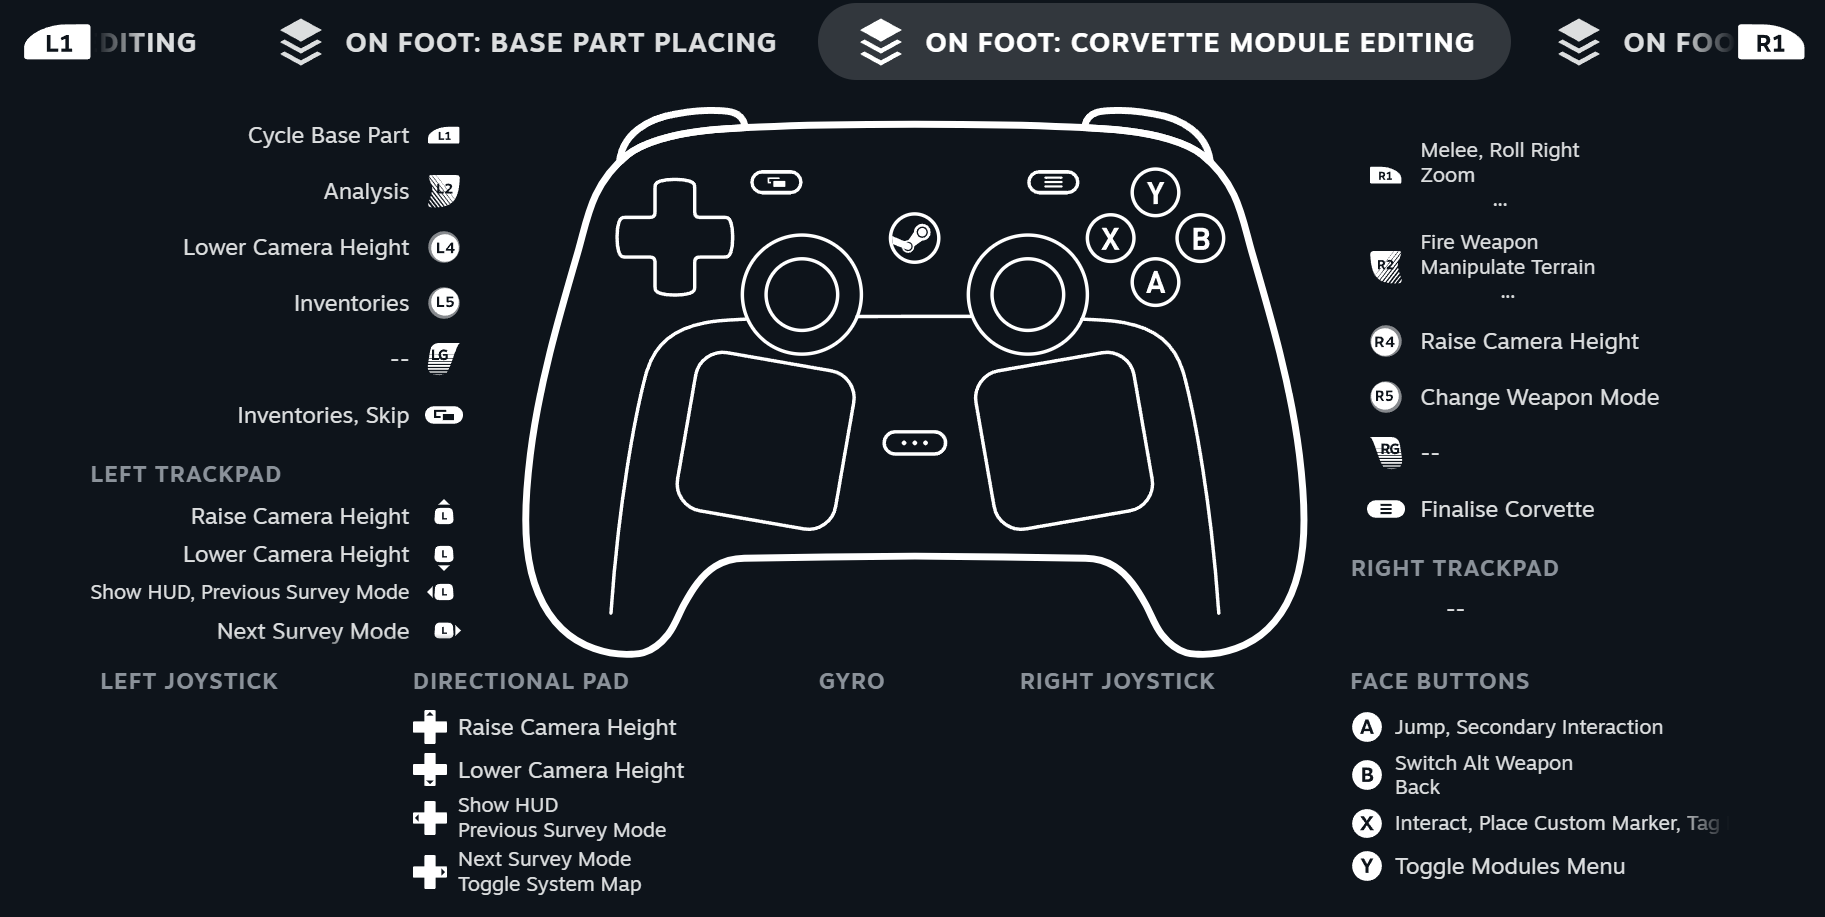 L1 DITING
ON FOOT: BASE PART PLACING
ON FOOT: CORVETTE MODULE EDITING
ON FOO R1
Cycle Base Part L1
Analysis L2
Lower Camera Height L4
Inventories L5
-- LG
Inventories, Skip
LEFT TRACKPAD
Raise Camera Height L
Lower Camera Height L
Show HUD, Previous Survey Mode L
Next Survey Mode L
Y
X B
A
R1 Melee, Roll Right
Zoom
...
R2 Fire Weapon
Manipulate Terrain
...
R4 Raise Camera Height
R5 Change Weapon Mode
RG --
Finalise Corvette
RIGHT TRACKPAD
--
LEFT JOYSTICK
DIRECTIONAL PAD
Raise Camera Height
Lower Camera Height
Show HUD
Previous Survey Mode
Next Survey Mode
Toggle System Map
GYRO
RIGHT JOYSTICK
FACE BUTTONS
A Jump, Secondary Interaction
B Switch Alt Weapon
Back
X Interact, Place Custom Marker, Tag
Y Toggle Modules Menu